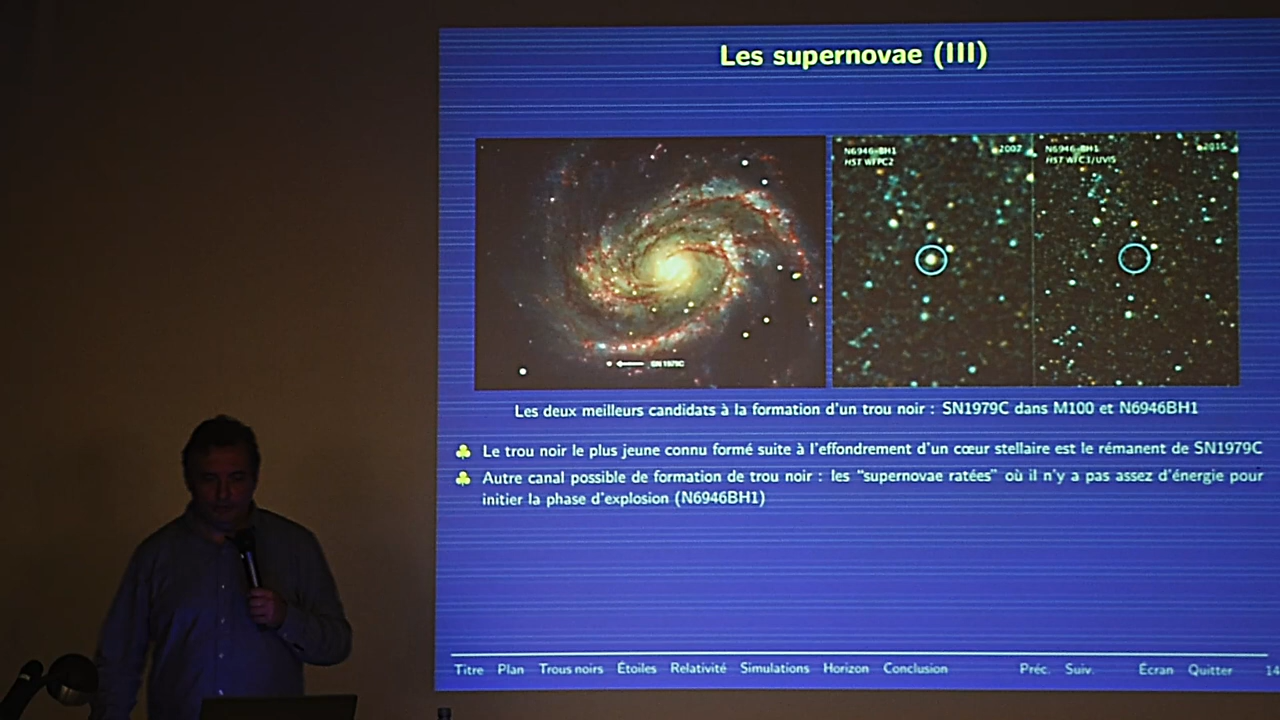 Les supernovae (III)
N6946-BH1
HST WFPC2
2007
N6946-BH1
HST WFC3/UVIS
2015
SN 1979C
Les deux meilleurs candidats à la formation d'un trou noir : SN1979C dans M100 et N6946BH1
Le trou noir le plus jeune connu formé suite à l'effondrement d'un cœur stellaire est le rémanent de SN1979C
Autre canal possible de formation de trou noir : les "supernovae ratées" où il n'y a pas assez d'énergie pour
initier la phase d'explosion (N6946BH1)
Titre Plan Trous noirs Étoiles Relativité Simulations Horizon Conclusion Préc. Suiv. Écran Quitter 14